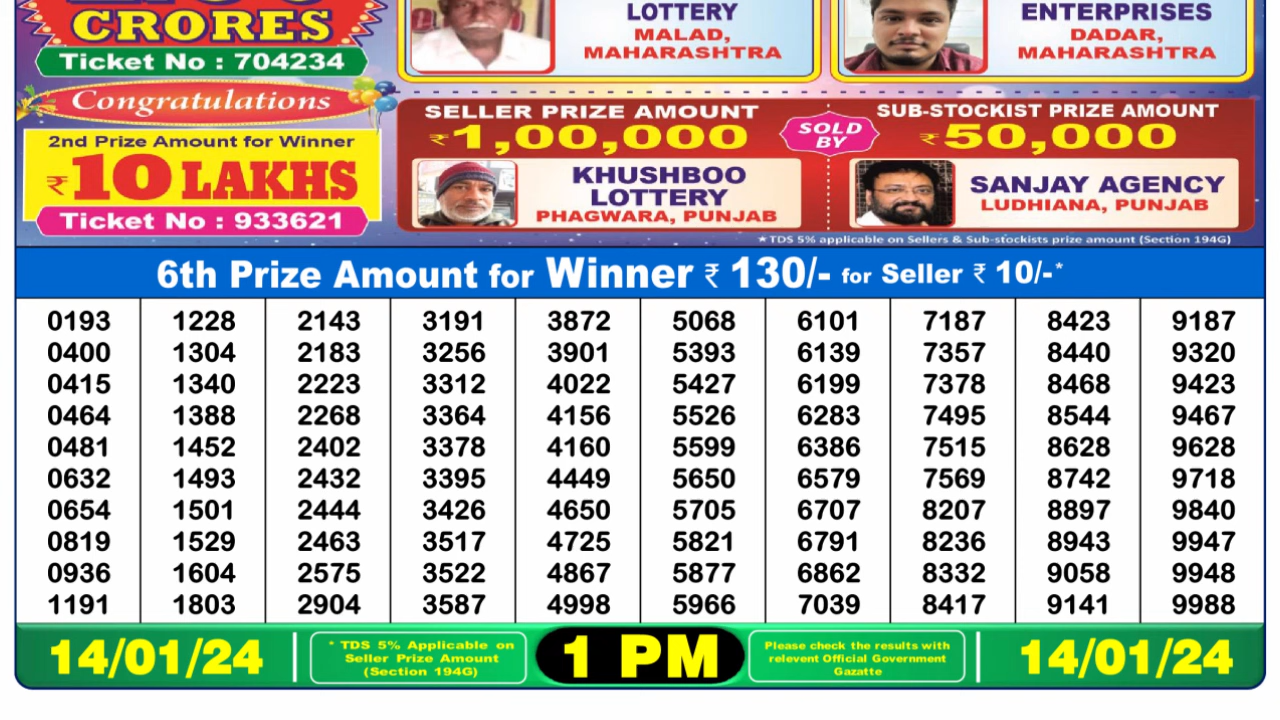 CRORES
Ticket No : 704234
LOTTERY
MALAD,
MAHARASHTRA
ENTERPRISES
DADAR,
MAHARASHTRA
Congratulations
2nd Prize Amount for Winner
₹10 LAKHS
Ticket No : 933621
SELLER PRIZE AMOUNT
₹1,00,000
SOLD
BY
SUB-STOCKIST PRIZE AMOUNT
₹50,000
KHUSHBOO
LOTTERY
PHAGWARA, PUNJAB
SANJAY AGENCY
LUDHIANA, PUNJAB
★TDS 5% applicable on Sellers & Sub-stockists prize amount (Section 194G)
6th Prize Amount for Winner ₹ 130/- for Seller ₹ 10/-*
0193 1228 2143 3191 3872 5068 6101 7187 8423 9187
0400 1304 2183 3256 3901 5393 6139 7357 8440 9320
0415 1340 2223 3312 4022 5427 6199 7378 8468 9423
0464 1388 2268 3364 4156 5526 6283 7495 8544 9467
0481 1452 2402 3378 4160 5599 6386 7515 8628 9628
0632 1493 2432 3395 4449 5650 6579 7569 8742 9718
0654 1501 2444 3426 4650 5705 6707 8207 8897 9840
0819 1529 2463 3517 4725 5821 6791 8236 8943 9947
0936 1604 2575 3522 4867 5877 6862 8332 9058 9948
1191 1803 2904 3587 4998 5966 7039 8417 9141 9988
14/01/24
* TDS 5% Applicable on
Seller Prize Amount
(Section 194G)
1 PM
Please check the results with
relevent Official Government
Gazatte
14/01/24